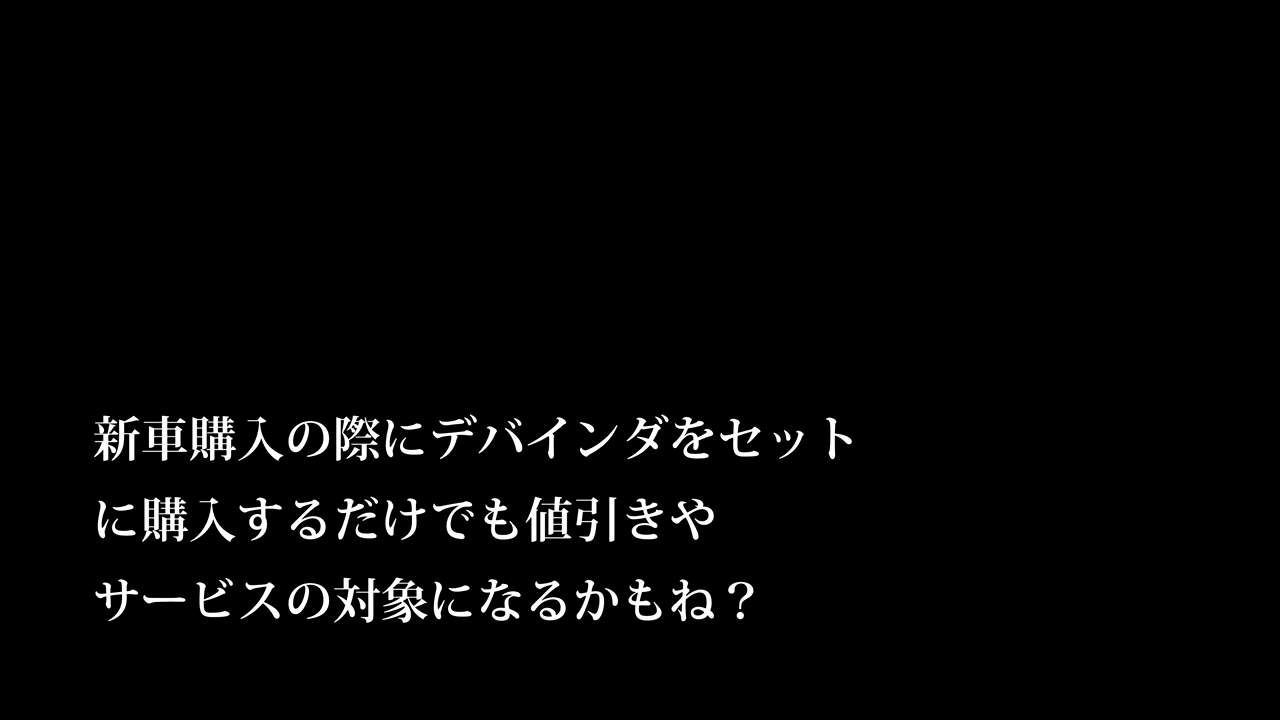 新車購入の際にデバインダをセット
に購入するだけでも値引きや
サービスの対象になるかもね？